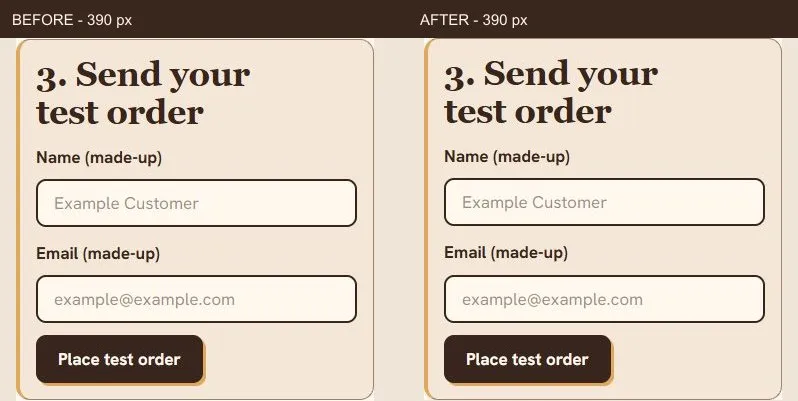 BEFORE - 390 px
3. Send your
test order
Name (made-up)
Example Customer
Email (made-up)
example@example.com
Place test order
AFTER - 390 px
3. Send your
test order
Name (made-up)
Example Customer
Email (made-up)
example@example.com
Place test order